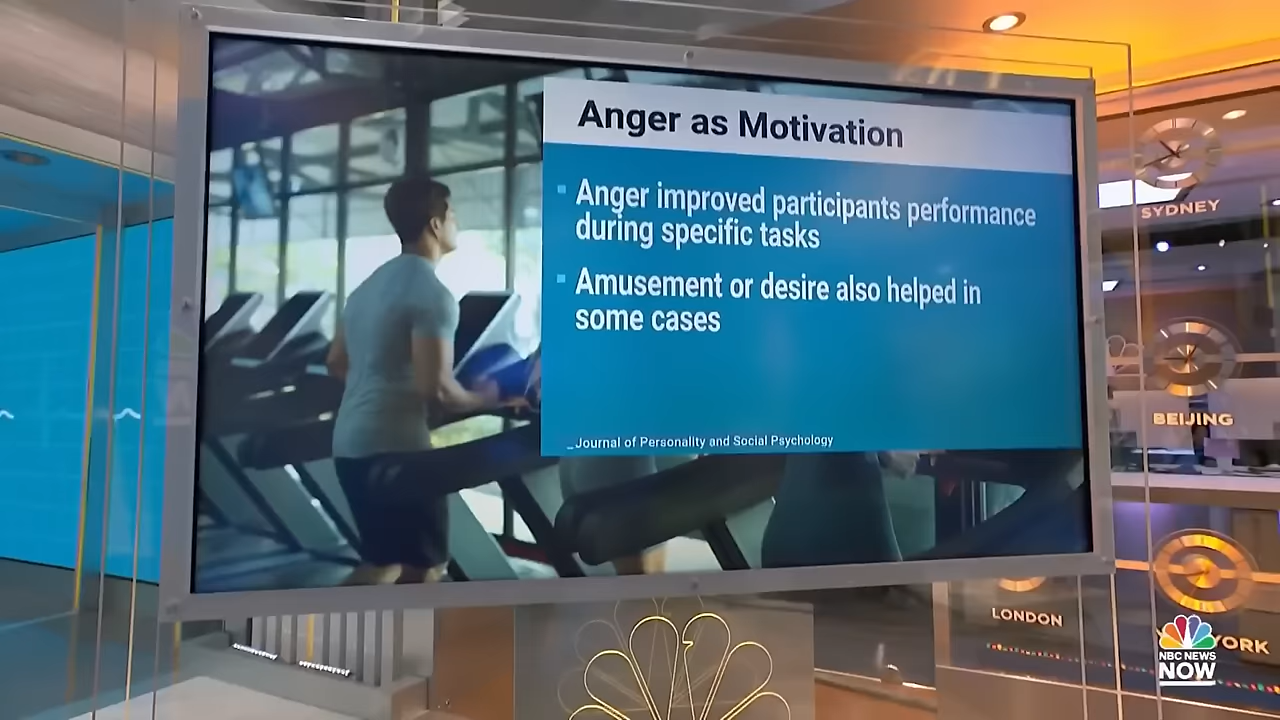 Anger as Motivation
Anger improved participants performance
during specific tasks
Amusement or desire also helped in
some cases
_Journal of Personality and Social Psychology
SYDNEY
BEIJING
LONDON
YORK
NBC NEWS
NOW